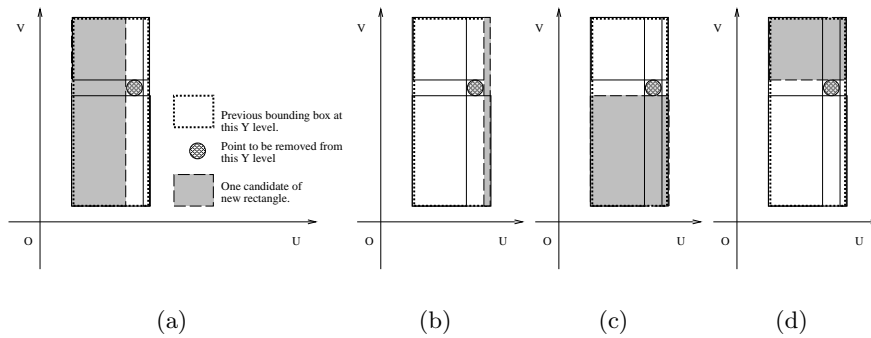 V
V
V
V
Previous bounding box at
this Y level.
Point to be removed from
this Y level
One candidate of
new rectangle.
O
U
O
U
O
U
O
U
(a)
(b)
(c)
(d)